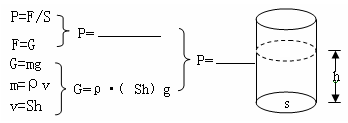 P=F/S
F=G
P=
G=mg
m=ρv
v=Sh
G=ρ·( Sh) g
P=
h
s